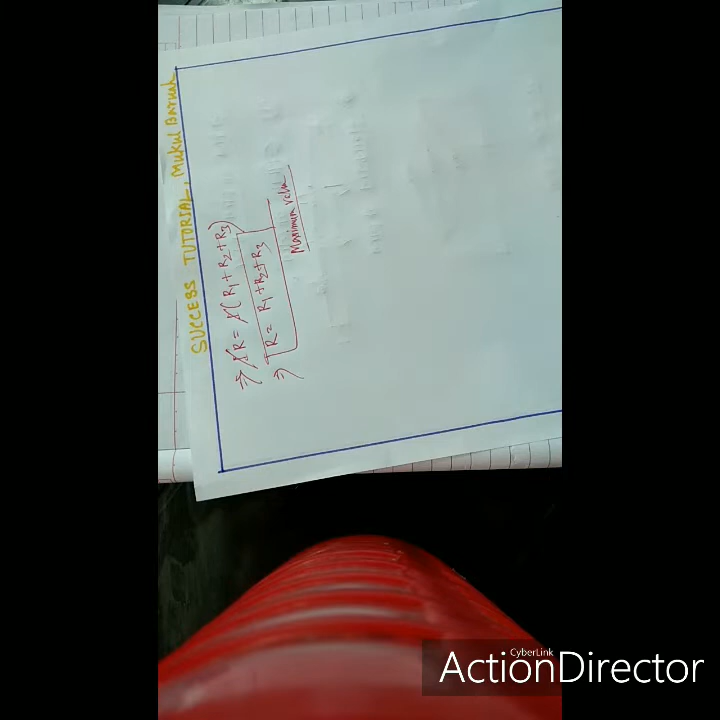 SUCCESS TUTORIAL, Mukul Baruah
⇒ IR = I(R₁ + R₂ + R₃)
⇒ R = R₁ + R₂ + R₃
Maximum value
CyberLink
ActionDirector